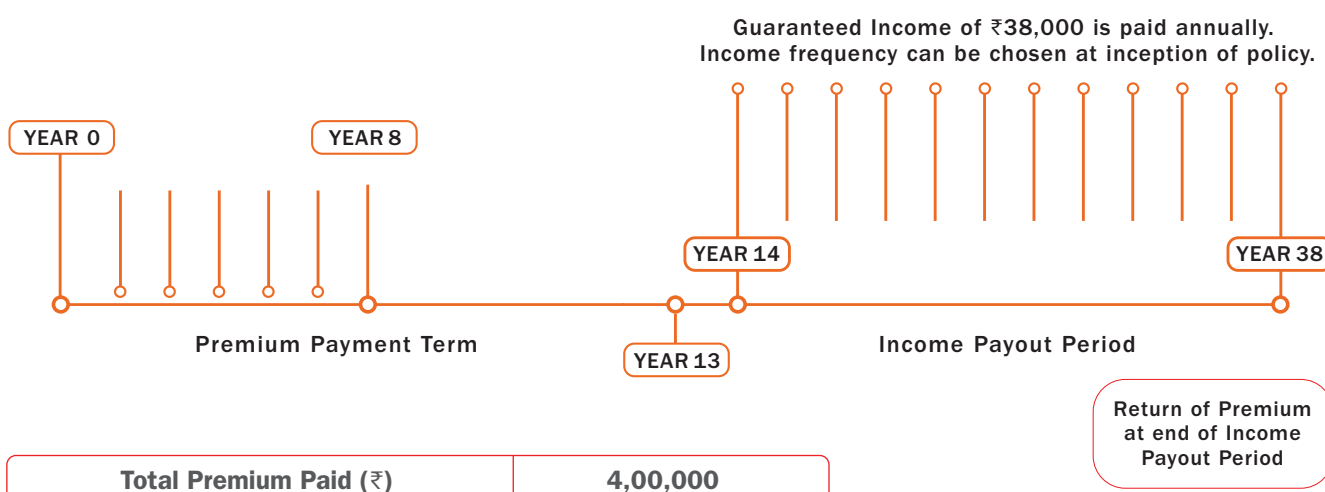 Guaranteed Income of ₹38,000 is paid annually.
Income frequency can be chosen at inception of policy.
YEAR 0
YEAR 8
YEAR 14
YEAR 38
Premium Payment Term
YEAR 13
Income Payout Period
Return of Premium
at end of Income
Payout Period
Total Premium Paid (₹)
4,00,000